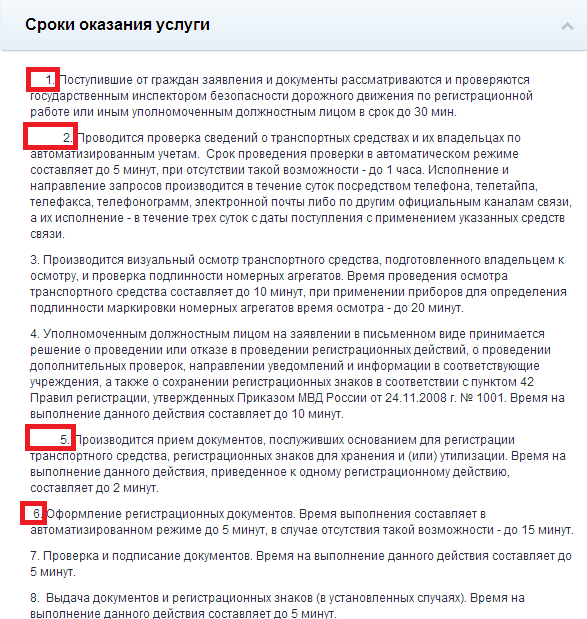 Сроки оказания услуги
1. Поступившие от граждан заявления и документы рассматриваются и проверяются
государственным инспектором безопасности дорожного движения по регистрационной
работе или иным уполномоченным должностным лицом в срок до 30 мин.
2. Проводится проверка сведений о транспортных средствах и их владельцах по
автоматизированным учетам. Срок проведения проверки в автоматическом режиме
составляет до 5 минут, при отсутствии такой возможности - до 1 часа. Исполнение и
направление запросов производится в течение суток посредством телефона, телетайпа,
телефакса, телефонограмм, электронной почты либо по другим официальным каналам связи,
а их исполнение - в течение трех суток с даты поступления с применением указанных средств
связи.
3. Производится визуальный осмотр транспортного средства, подготовленного владельцем к
осмотру, и проверка подлинности номерных агрегатов. Время проведения осмотра
транспортного средства составляет до 10 минут, при применении приборов для определения
подлинности маркировки номерных агрегатов время осмотра - до 20 минут.
4. Уполномоченным должностным лицом на заявлении в письменном виде принимается
решение о проведении или отказе в проведении регистрационных действий, о проведении
дополнительных проверок, направлении уведомлений и информации в соответствующие
учреждения, а также о сохранении регистрационных знаков в соответствии с пунктом 42
Правил регистрации, утвержденных Приказом МВД России от 24.11.2008 г. № 1001. Время на
выполнение данного действия составляет до 10 минут.
5. Производится прием документов, послуживших основанием для регистрации
транспортного средства, регистрационных знаков для хранения и (или) утилизации. Время на
выполнение данного действия, приведенное к одному регистрационному действию,
составляет до 2 минут.
6. Оформление регистрационных документов. Время выполнения составляет в
автоматизированном режиме до 5 минут, в случае отсутствия такой возможности - до 15 минут.
7. Проверка и подписание документов. Время на выполнение данного действия составляет до
5 минут.
8. Выдача документов и регистрационных знаков (в установленных случаях). Время на
выполнение данного действия составляет до 5 минут.